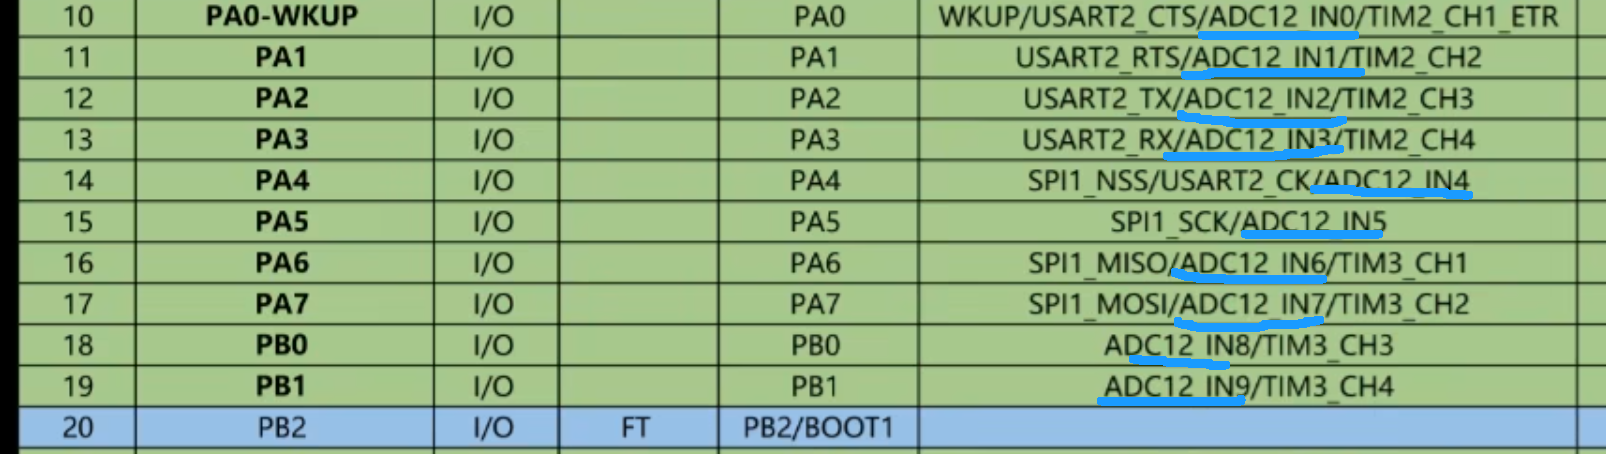 10 PA0-WKUP I/O PA0 WKUP/USART2_CTS/ADC12_IN0/TIM2_CH1_ETR
11 PA1 I/O PA1 USART2_RTS/ADC12_IN1/TIM2_CH2
12 PA2 I/O PA2 USART2_TX/ADC12_IN2/TIM2_CH3
13 PA3 I/O PA3 USART2_RX/ADC12_IN3/TIM2_CH4
14 PA4 I/O PA4 SPI1_NSS/USART2_CK/ADC12_IN4
15 PA5 I/O PA5 SPI1_SCK/ADC12_IN5
16 PA6 I/O PA6 SPI1_MISO/ADC12_IN6/TIM3_CH1
17 PA7 I/O PA7 SPI1_MOSI/ADC12_IN7/TIM3_CH2
18 PB0 I/O PB0 ADC12_IN8/TIM3_CH3
19 PB1 I/O PB1 ADC12_IN9/TIM3_CH4
20 PB2 I/O FT PB2/BOOT1